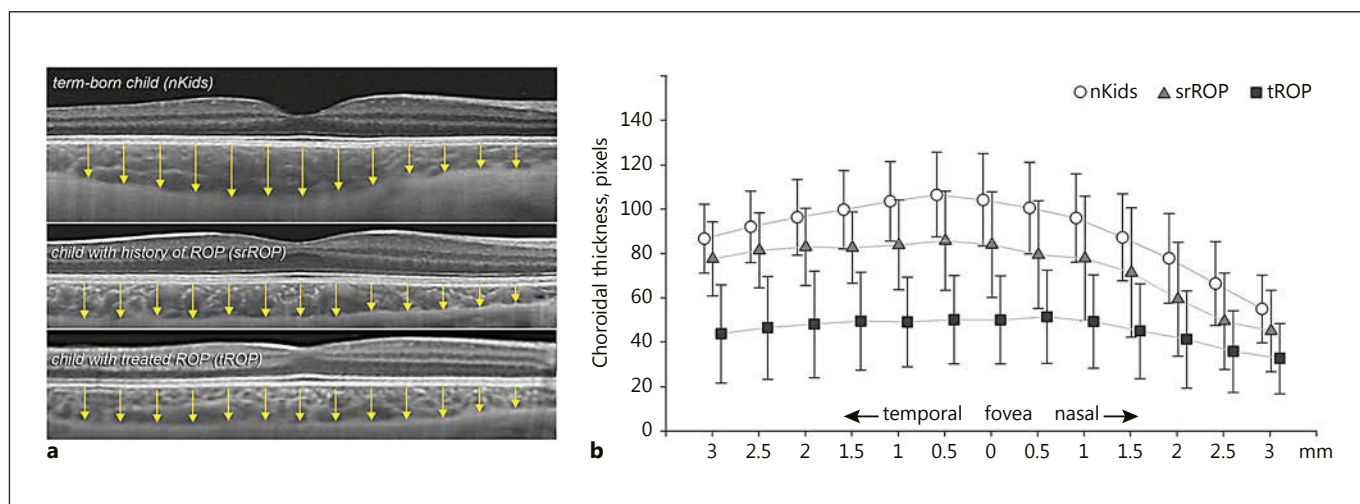 term-born child (nKids)
child with history of ROP (srROP)
child with treated ROP (tROP)
a
nKids srROP tROP
Choroidal thickness, pixels
140
120
100
80
60
40
20
0
temporal fovea nasal
3 2.5 2 1.5 1 0.5 0 0.5 1 1.5 2 2.5 3 mm
b